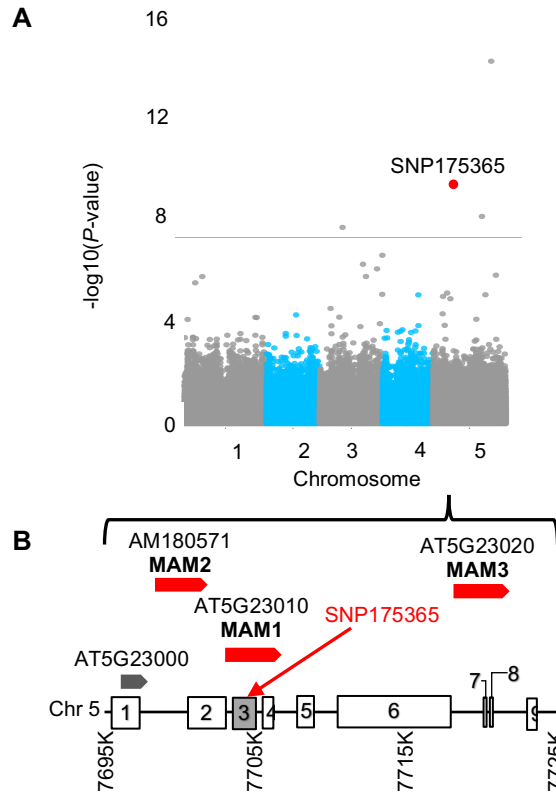 A
16
12
8
4
0
-log10(P-value)
SNP175365
1 2 3 4 5
Chromosome
B
AM180571
MAM2
AT5G23020
MAM3
AT5G23010
MAM1
SNP175365
AT5G23000
Chr 5
1 2 3 4 5 6 7 8 9
7695K 7705K 7715K 7725K